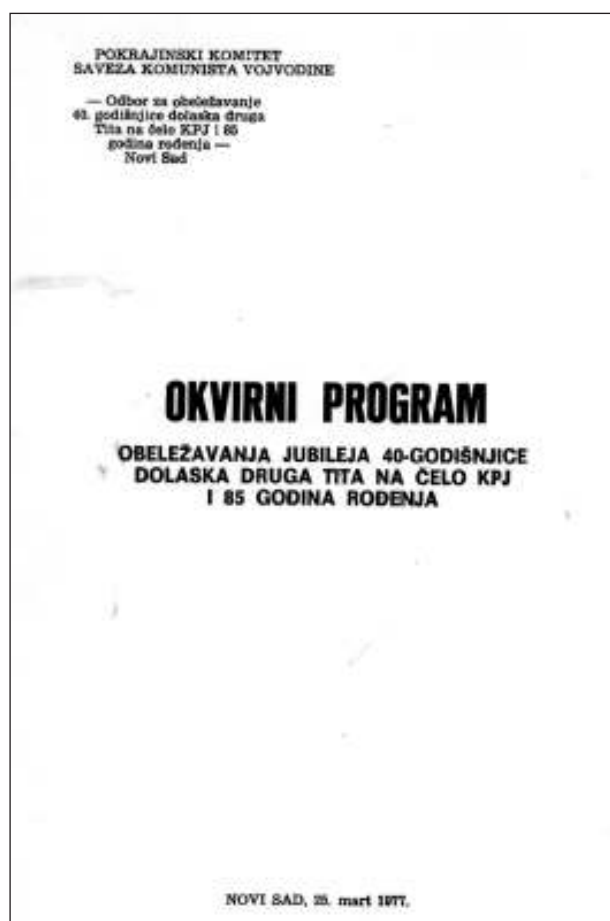 POKRAJINSKI KOMITET
SAVEZA KOMUNISTA VOJVODINE
— Odbor za obeležavanje
40. godišnjice dolaska druga
Tita na čelo KPJ i 85
godina rođenja —
Novi Sad
OKVIRNI PROGRAM
OBELEŽAVANJA JUBILEJA 40-GODIŠNJICE
DOLASKA DRUGA TITA NA ČELO KPJ
I 85 GODINA ROĐENJA
NOVI SAD, 25. mart 1977.